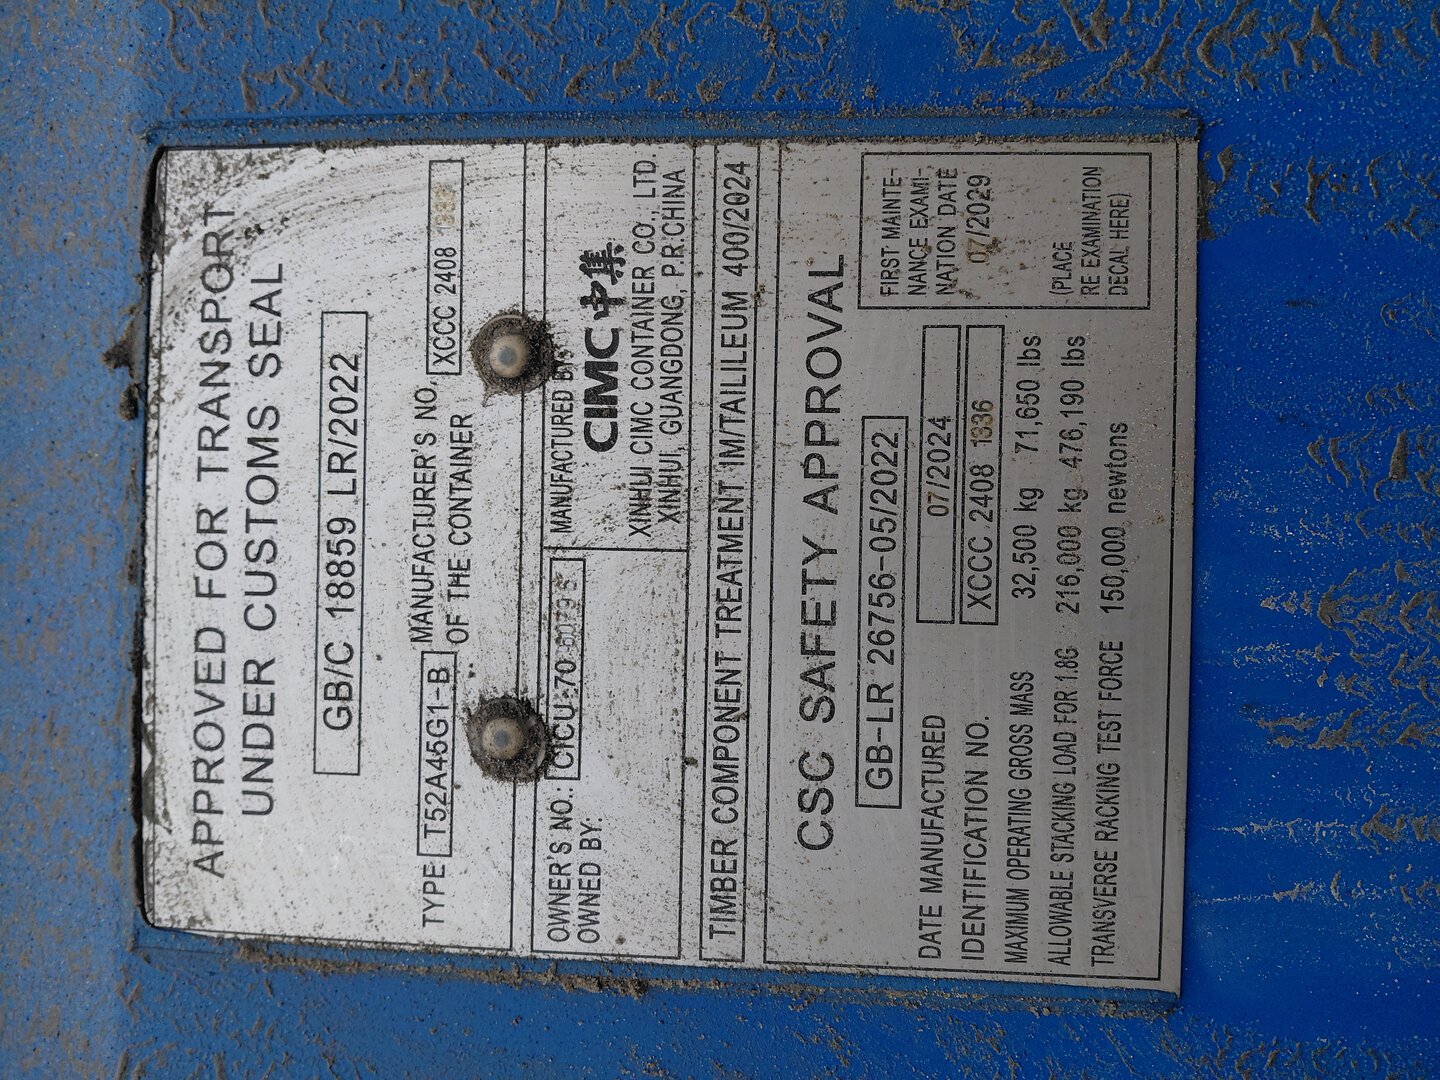 APPROVED FOR TRANSPORT
UNDER CUSTOMS SEAL
GB/C 18859 LR/2022
TYPE T52A45G1-B MANUFACTURER'S NO. XCCC 2408
OF THE CONTAINER
OWNER'S NO.: CICU 70
OWNED BY:
MANUFACTURED BY:
CIMC 中集
XINHUI CIMC CONTAINER CO., LTD.
XINHUI, GUANGDONG, P.R.CHINA
TIMBER COMPONENT TREATMENT IM/TAILILEUM 400/2024
CSC SAFETY APPROVAL
GB-LR 26756-05/2022
DATE MANUFACTURED 07/2024
IDENTIFICATION NO. XCCC 2408 1336
MAXIMUM OPERATING GROSS MASS 32,500 kg 71,650 lbs
ALLOWABLE STACKING LOAD FOR 1.8G 216,000 kg 476,190 lbs
TRANSVERSE RACKING TEST FORCE 150,000 newtons
FIRST MAINTE-
NANCE EXAMI-
NATION DATE
07/2029
(PLACE
RE EXAMINATION
DECAL HERE)